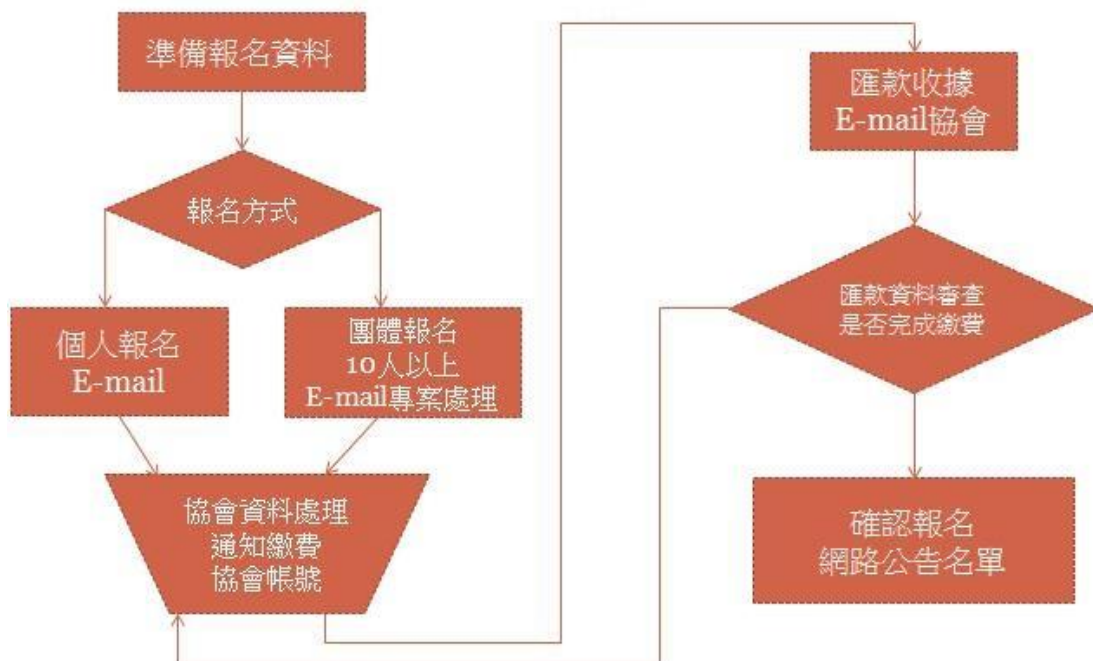 準備報名資料
報名方式
個人報名
E-mail
團體報名
10人以上
E-mail專案處理
協會資料處理
通知繳費
協會帳號
匯款收據
E-mail協會
匯款資料審查
是否完成繳費
確認報名
網路公告名單